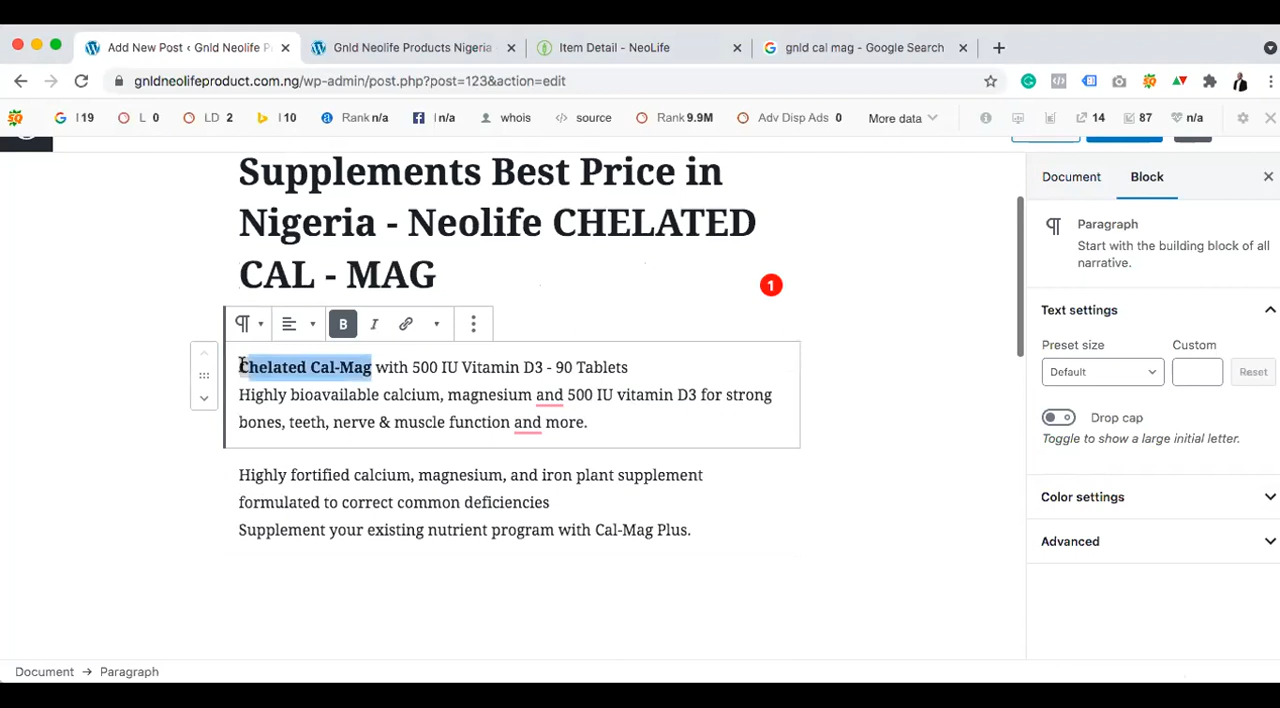 Add New Post ‹ Gnld Neolife P
Gnld Neolife Products Nigeria
Item Detail - NeoLife
gnld cal mag - Google Search
gnldneolifeproduct.com.ng/wp-admin/post.php?post=123&action=edit
I 19
L 0
LD 2
I 10
Rank n/a
I n/a
whois
source
Rank 9.9M
Adv Disp Ads 0
More data
14
87
n/a
Supplements Best Price in
Nigeria - Neolife CHELATED
CAL - MAG
1
B
I
Chelated Cal-Mag with 500 IU Vitamin D3 - 90 Tablets
Highly bioavailable calcium, magnesium and 500 IU vitamin D3 for strong
bones, teeth, nerve & muscle function and more.
Highly fortified calcium, magnesium, and iron plant supplement
formulated to correct common deficiencies
Supplement your existing nutrient program with Cal-Mag Plus.
Document
Block
Paragraph
Start with the building block of all
narrative.
Text settings
Preset size
Custom
Default
Reset
Drop cap
Toggle to show a large initial letter.
Color settings
Advanced
Document → Paragraph